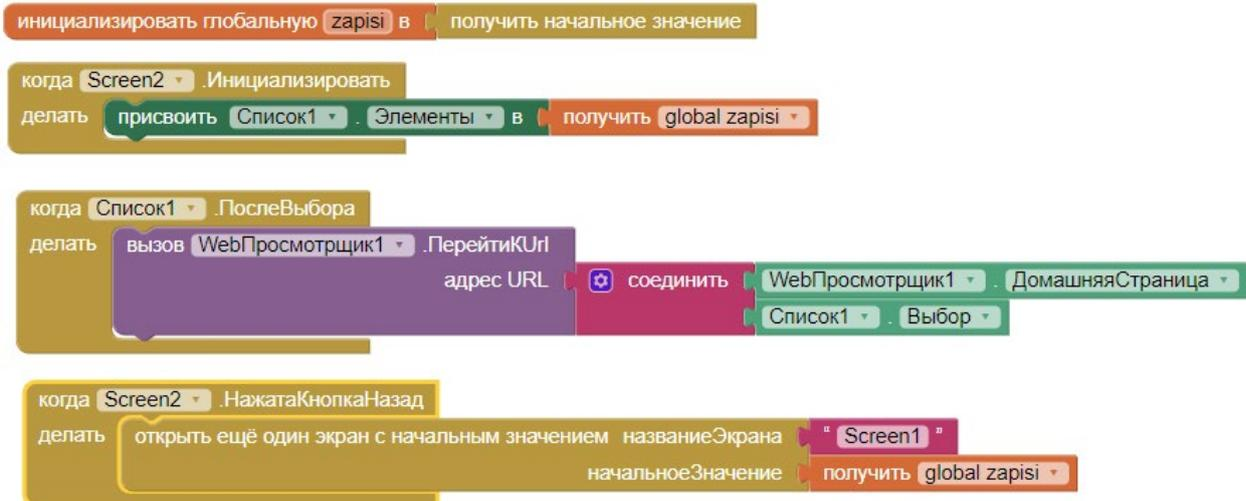 инициализировать глобальную zapisi в получить начальное значение
когда Screen2 .Инициализировать
делать присвоить Список1 . Элементы в получить global zapisi
когда Список1 .ПослеВыбора
делать вызов WebПросмотрщик1 .ПерейтиКUrl
адрес URL соединить WebПросмотрщик1 . ДомашняяСтраница
Список1 . Выбор
когда Screen2 .НажатаКнопкаНазад
делать открыть ещё один экран с начальным значением названиеЭкрана " Screen1 "
начальноеЗначение получить global zapisi